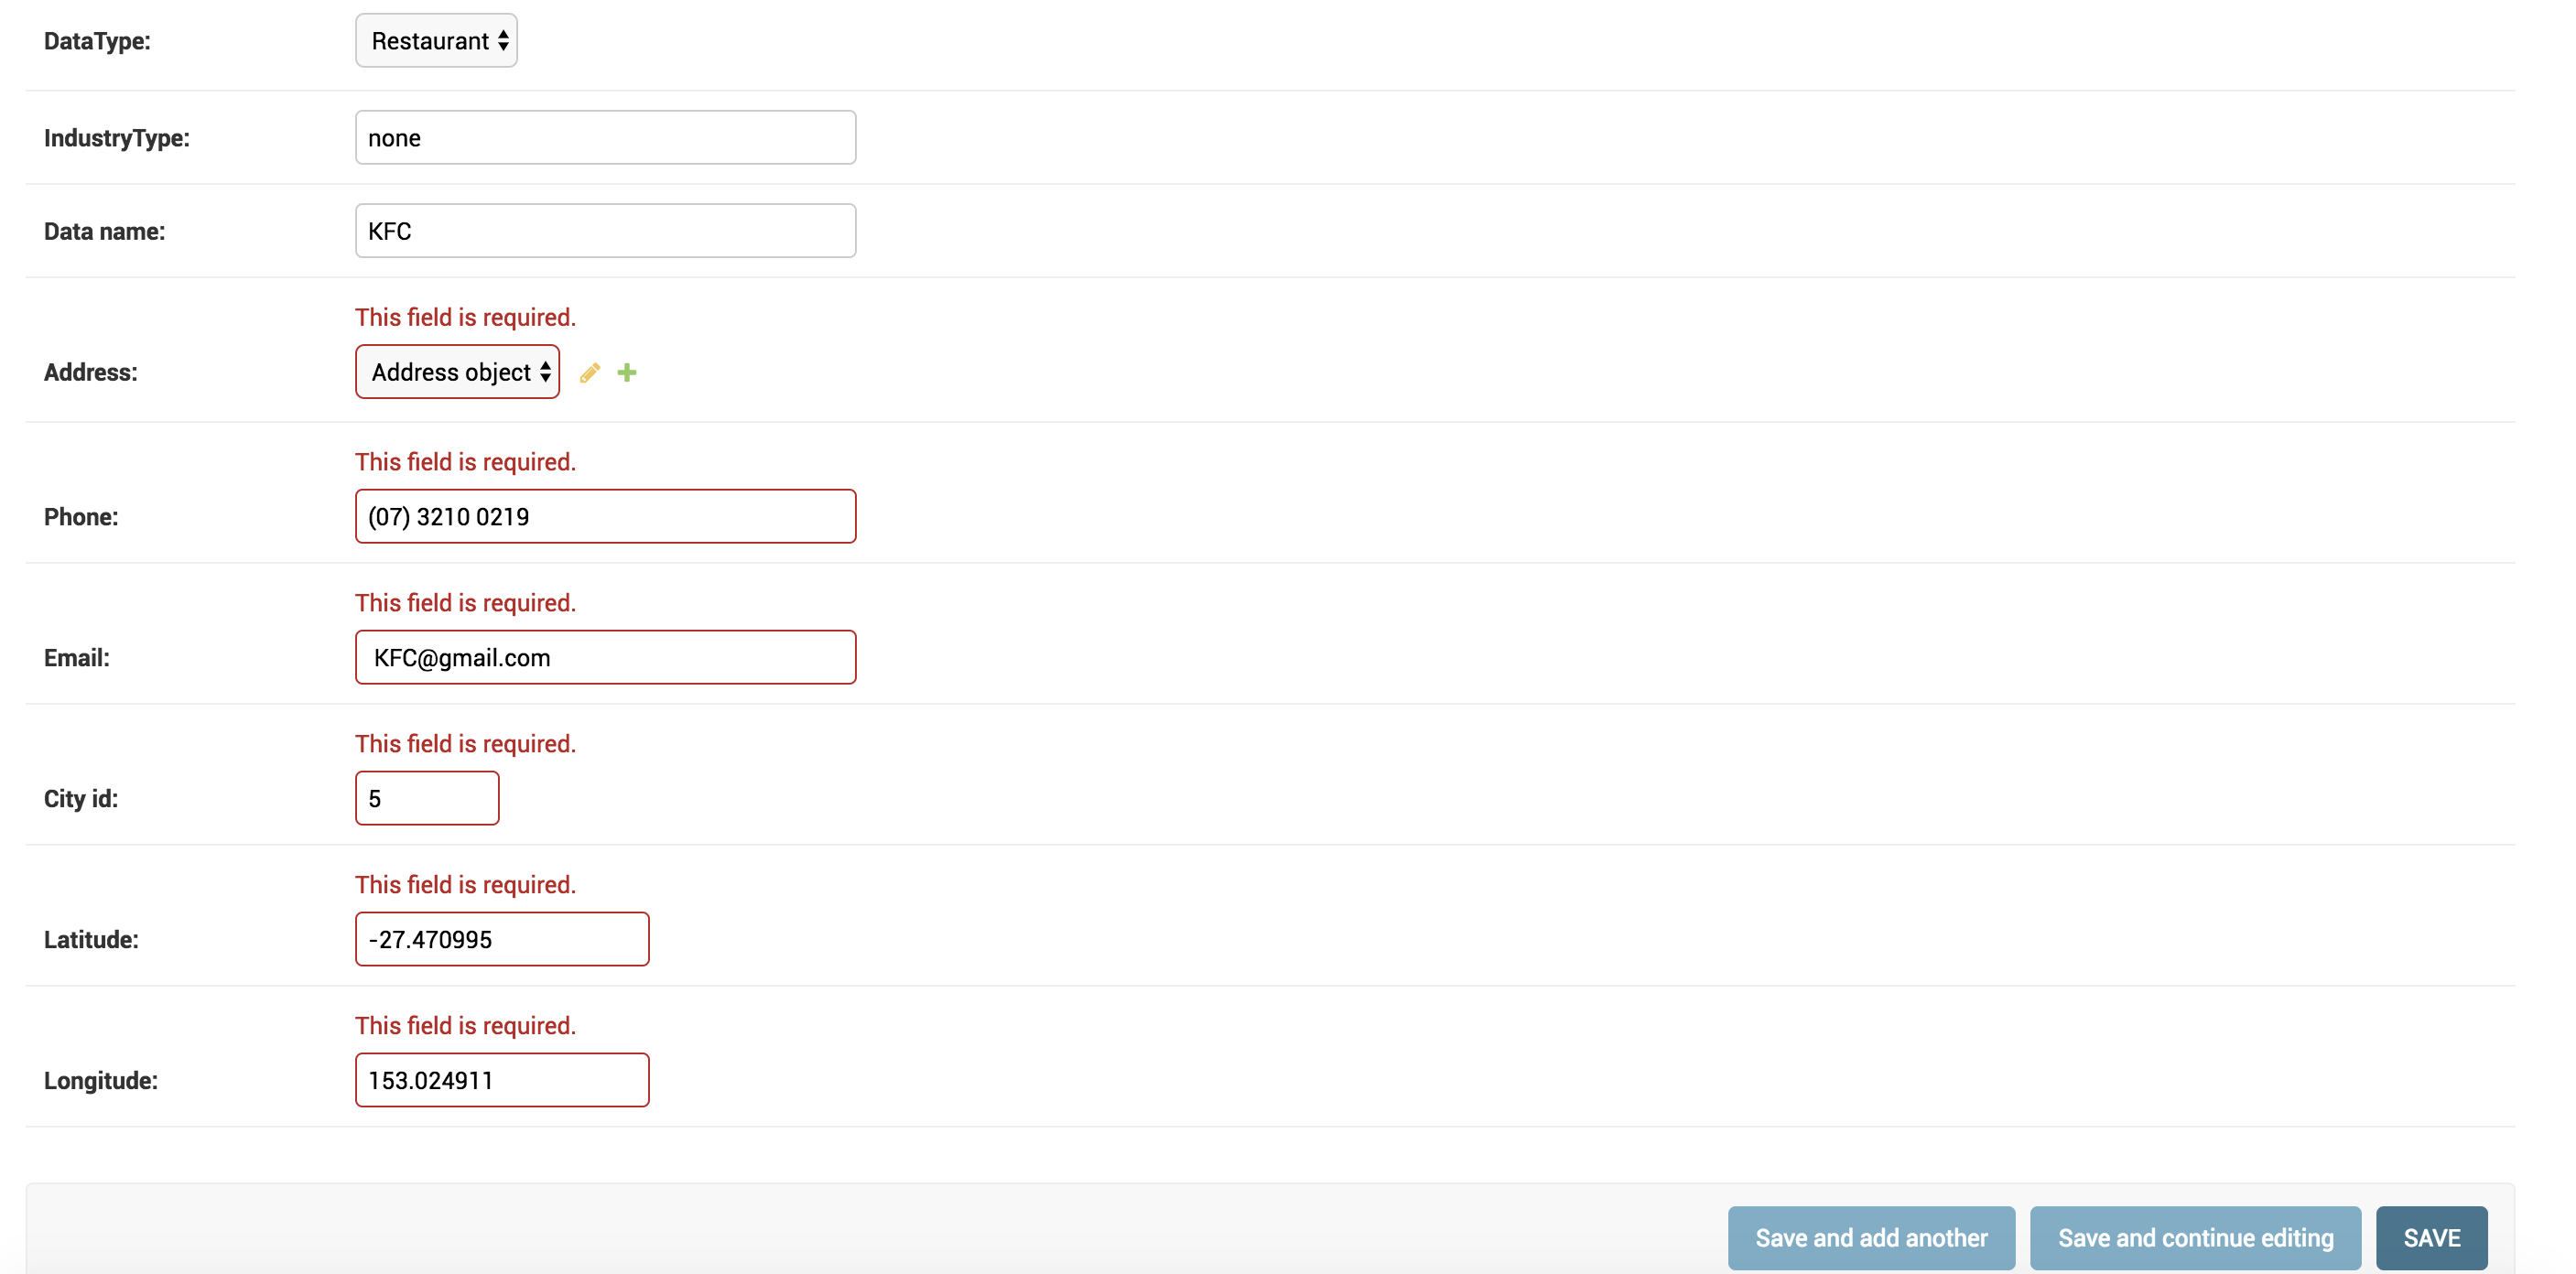 DataType: Restaurant
IndustryType: none
Data name: KFC
This field is required.
Address: Address object
This field is required.
Phone: (07) 3210 0219
This field is required.
Email: KFC@gmail.com
This field is required.
City id: 5
This field is required.
Latitude: -27.470995
This field is required.
Longitude: 153.024911
Save and add another Save and continue editing SAVE